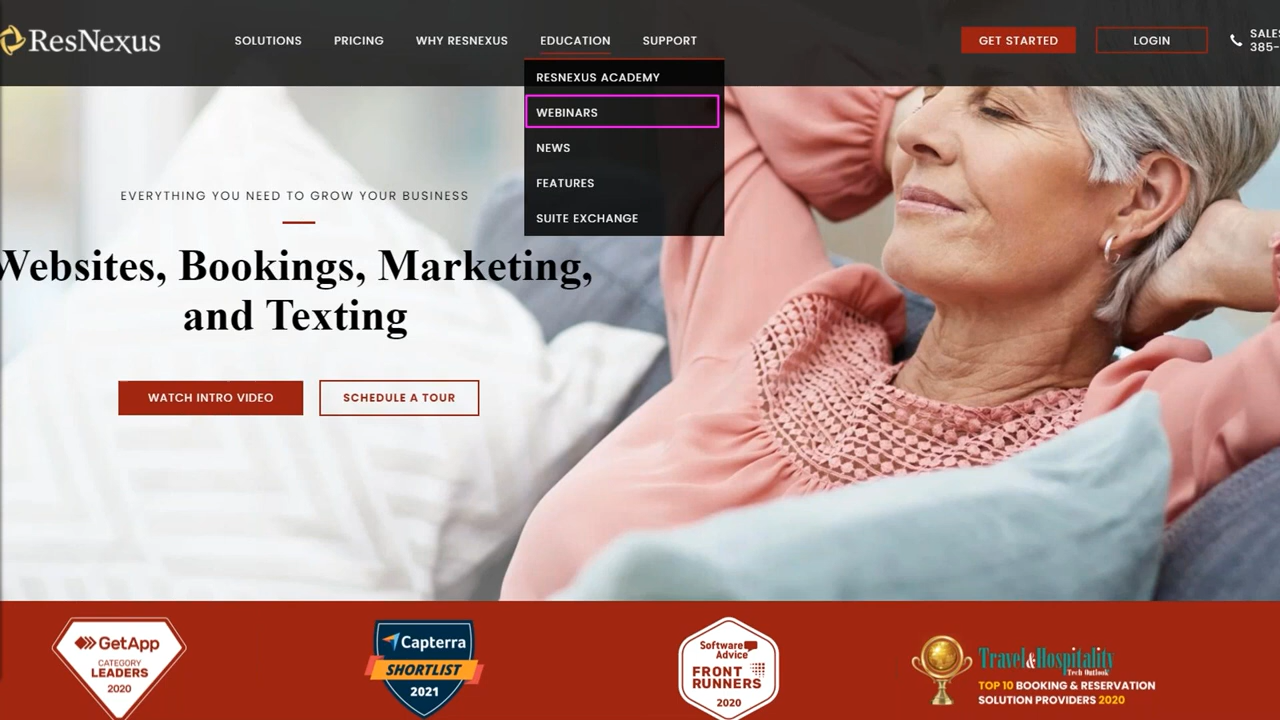 ResNexus
SOLUTIONS
PRICING
WHY RESNEXUS
EDUCATION
SUPPORT
GET STARTED
LOGIN
SALES
385-
RESNEXUS ACADEMY
WEBINARS
NEWS
FEATURES
SUITE EXCHANGE
EVERYTHING YOU NEED TO GROW YOUR BUSINESS
Websites, Bookings, Marketing,
and Texting
WATCH INTRO VIDEO
SCHEDULE A TOUR
GetApp
CATEGORY
LEADERS
2020
Capterra
SHORTLIST
2021
Software
Advice
FRONT
RUNNERS
2020
Travel&Hospitality
Tech Outlook
TOP 10 BOOKING & RESERVATION
SOLUTION PROVIDERS 2020